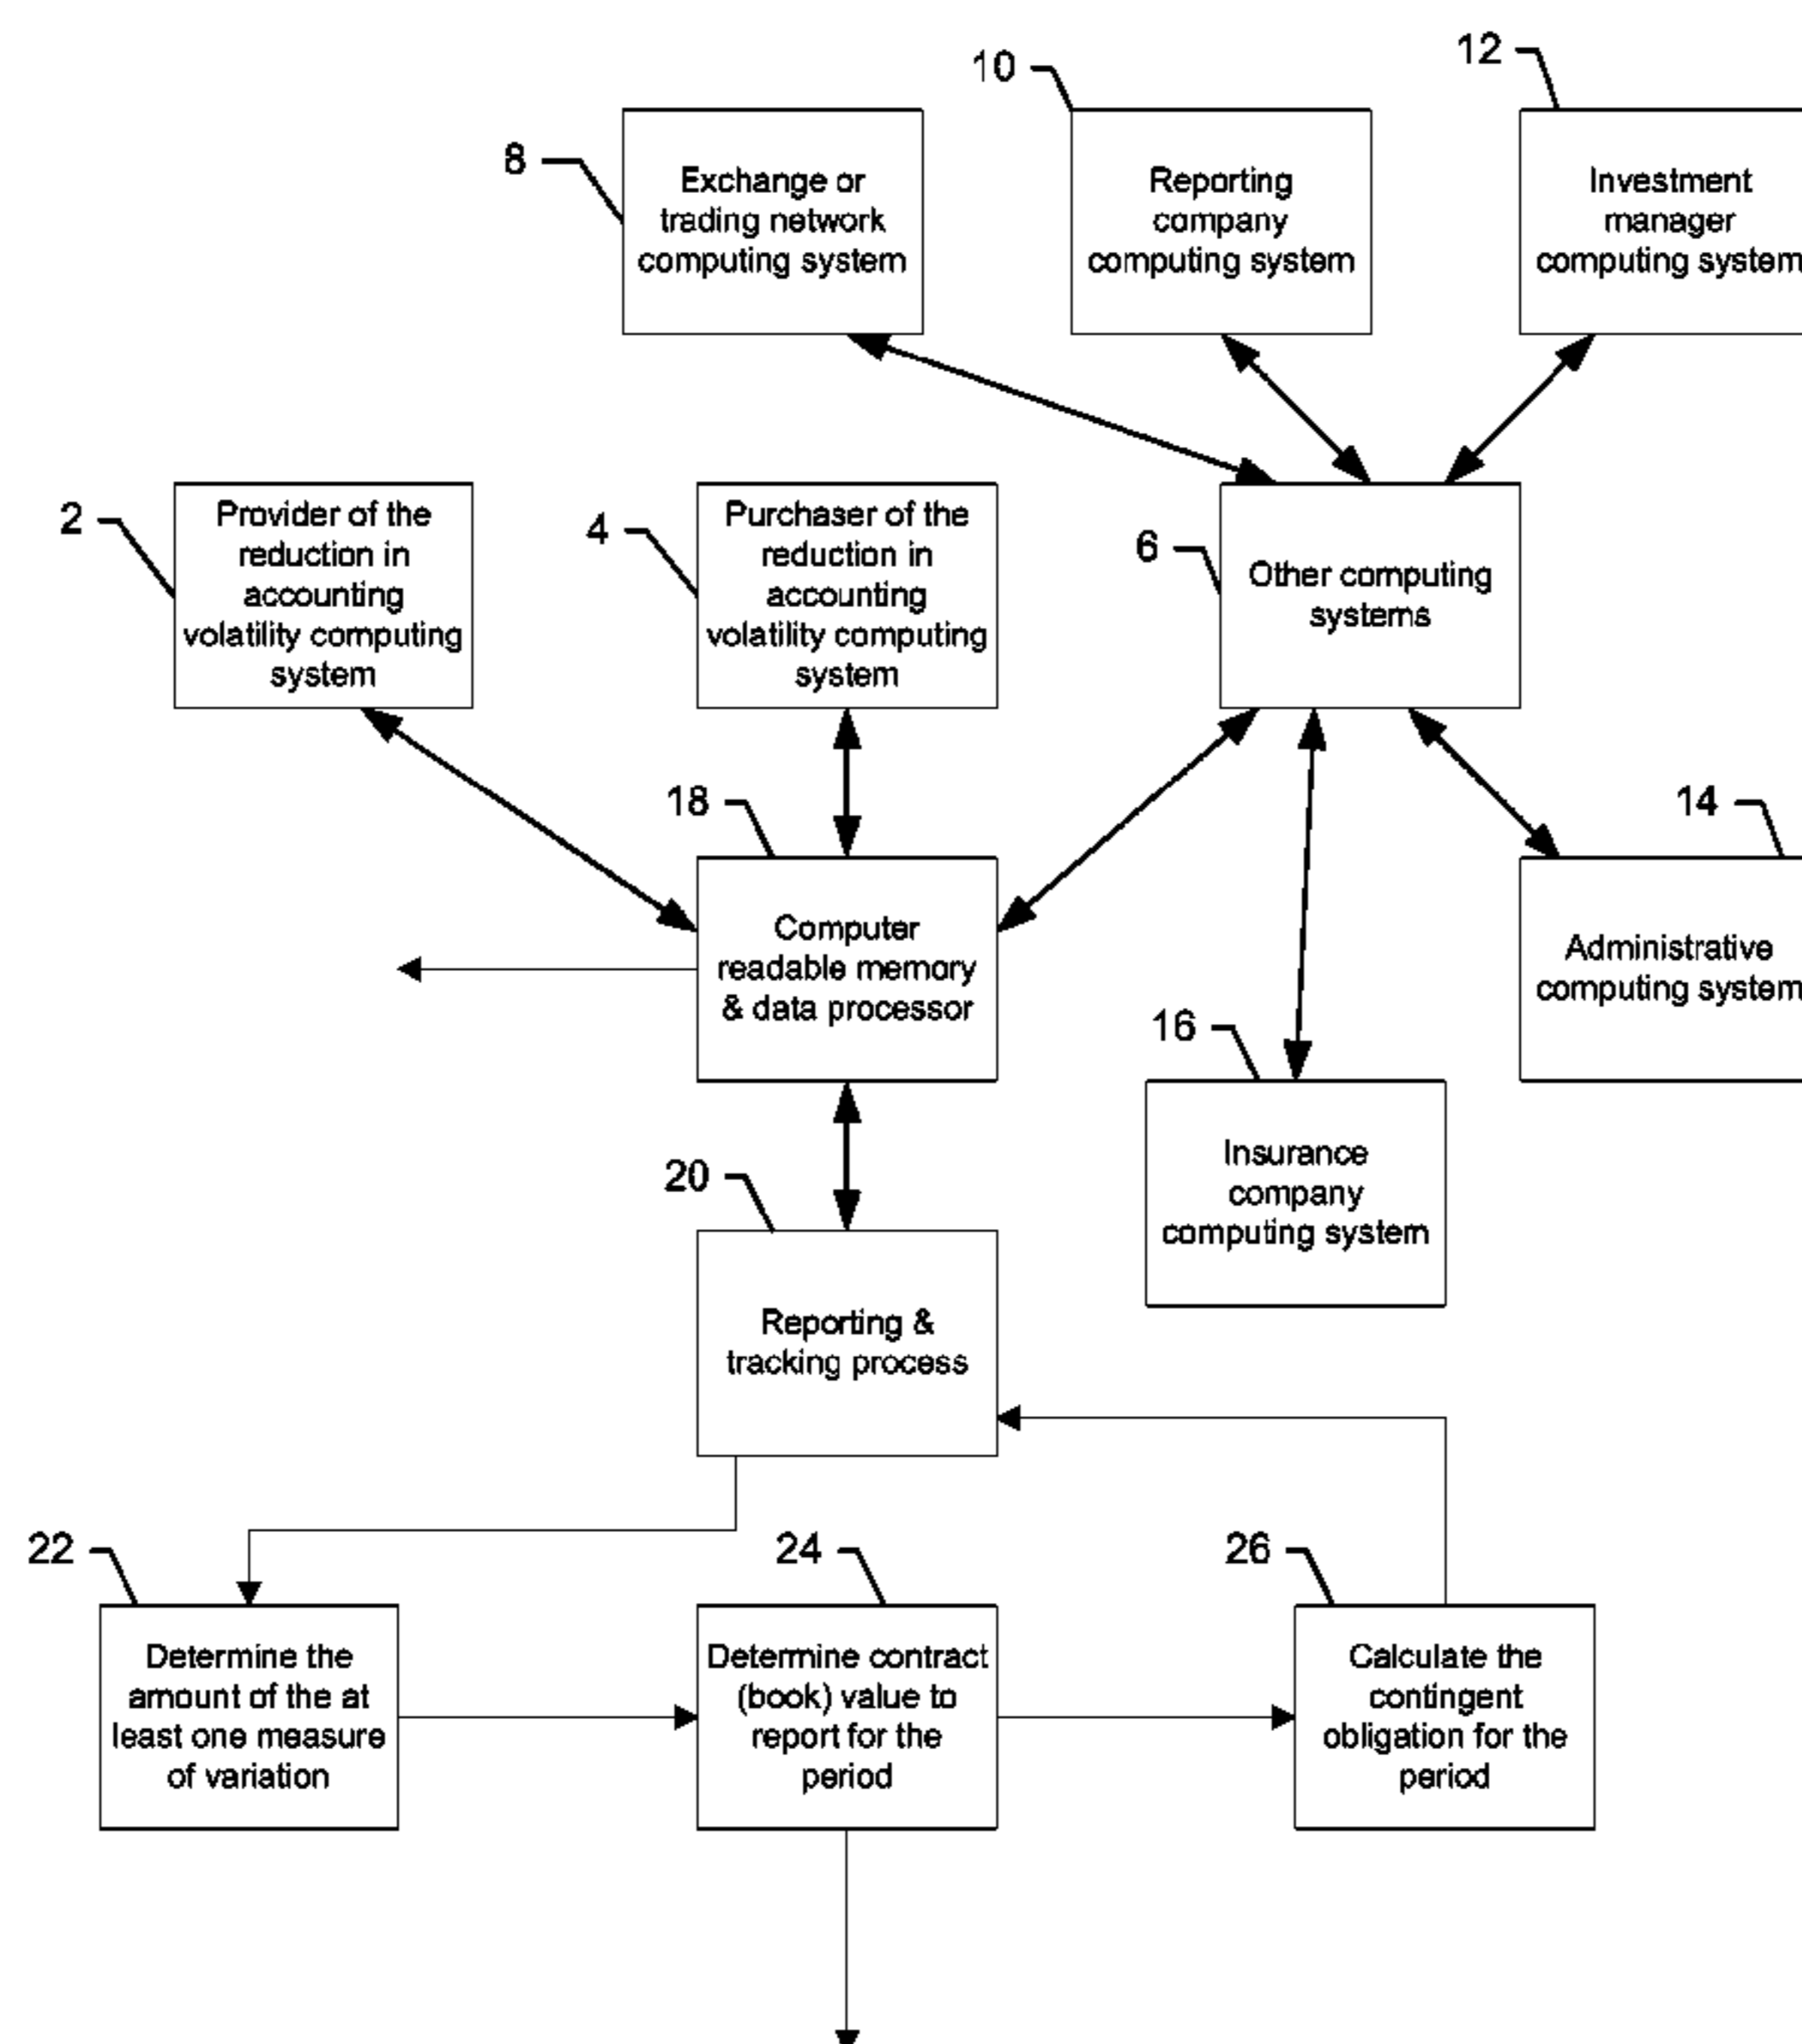 10
12
8
Exchange or
trading network
computing system
Reporting
company
computing system
Investment
manager
computing system
2
Provider of the
reduction in
accounting
volatility computing
system
4
Purchaser of the
reduction in
accounting
volatility computing
system
6
Other computing
systems
18
Computer
readable memory
& data processor
14
Administrative
computing system
16
Insurance
company
computing system
20
Reporting &
tracking process
22
Determine the
amount of the at
least one measure
of variation
24
Determine contract
(book) value to
report for the
period
26
Calculate the
contingent
obligation for the
period